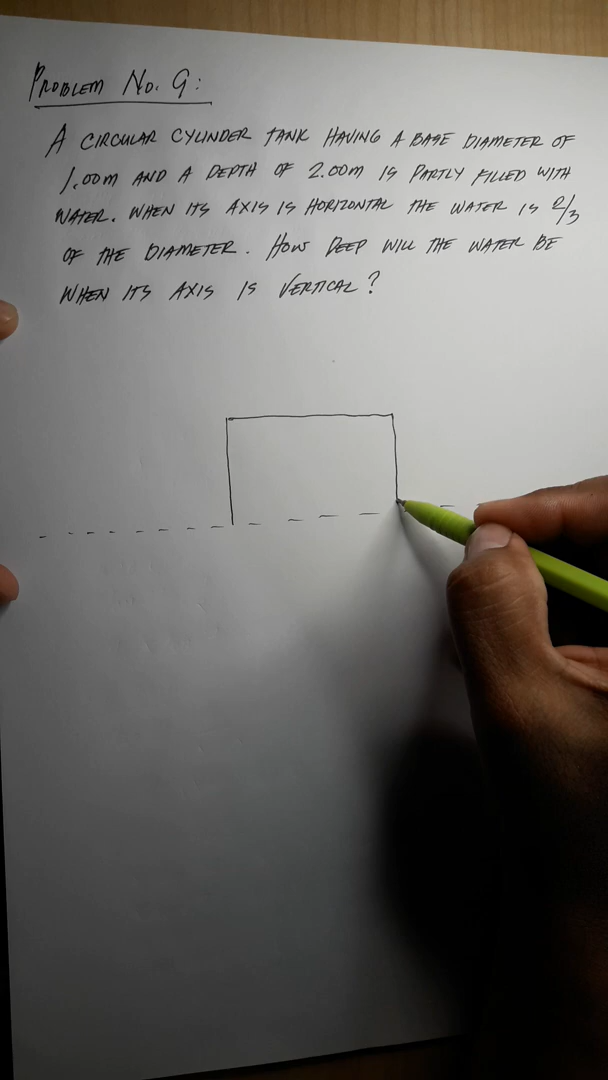 PROBLEM NO. 9:
A CIRCULAR CYLINDER TANK HAVING A BASE DIAMETER OF
1.00M AND A DEPTH OF 2.00M IS PARTLY FILLED WITH
WATER. WHEN ITS AXIS IS HORIZONTAL THE WATER IS 2/3
OF THE DIAMETER. HOW DEEP WILL THE WATER BE
WHEN ITS AXIS IS VERTICAL?